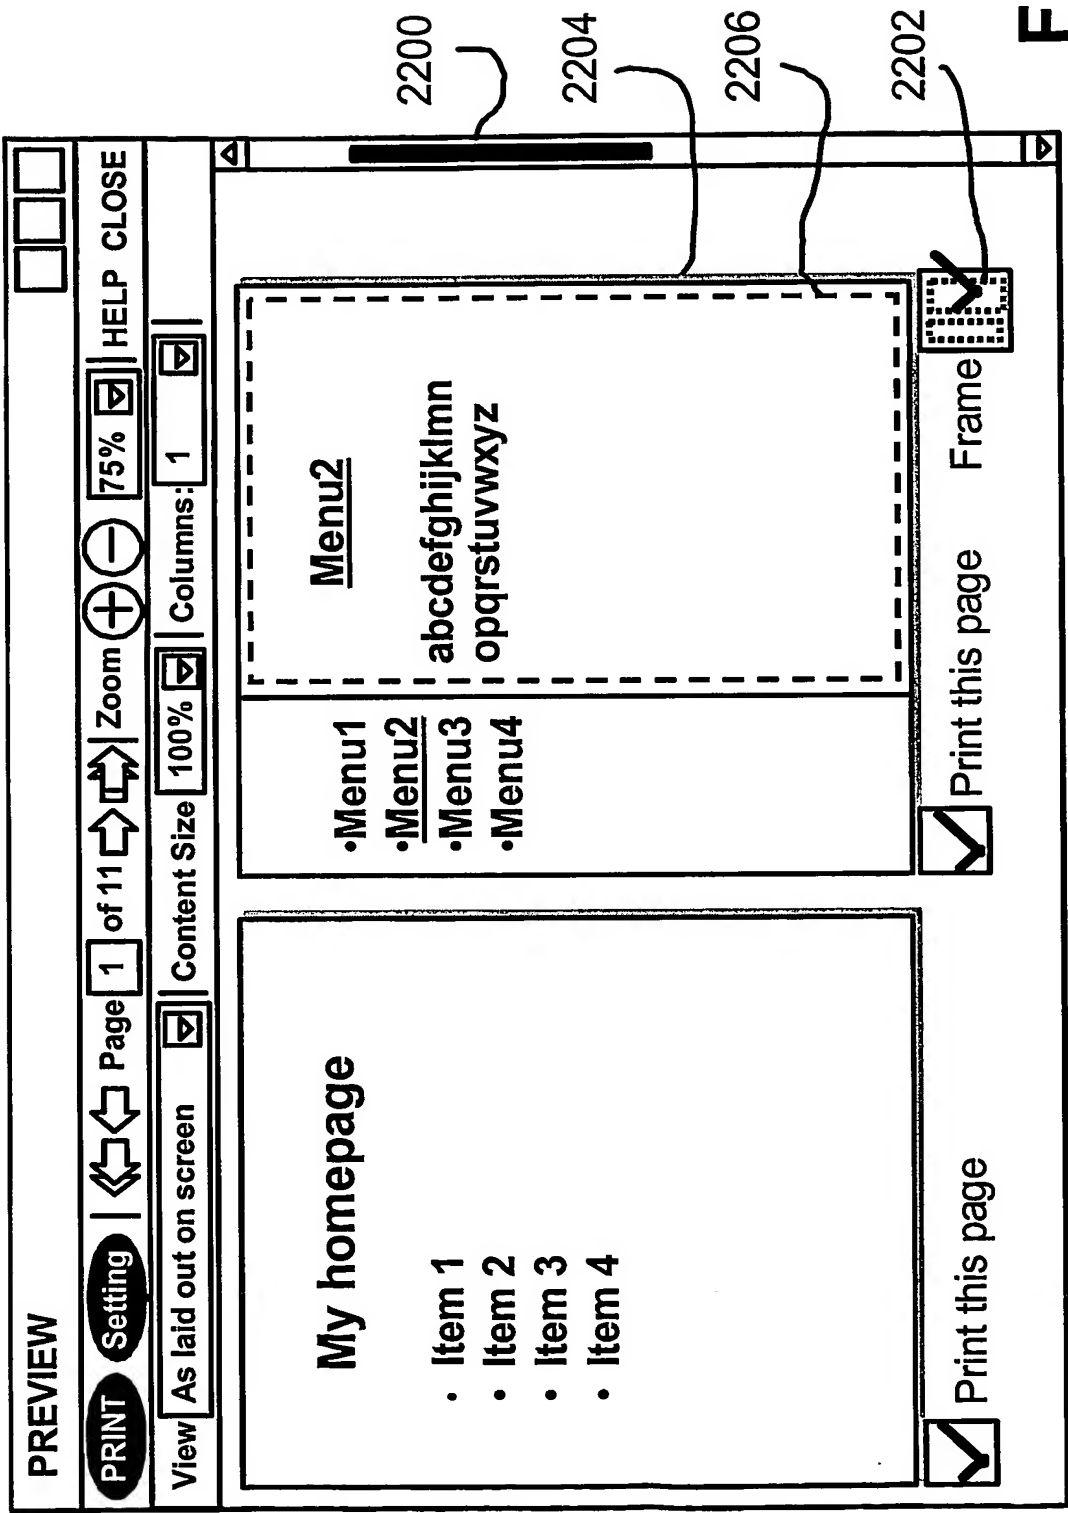 PREVIEW
PRINT Setting Page 1 of 11 Zoom + − 75% HELP CLOSE
View As laid out on screen Content Size 100% Columns: 1
My homepage
• Item 1
• Item 2
• Item 3
• Item 4
Print this page
•Menu1
•Menu2
•Menu3
•Menu4
Menu2
abcdefghijklmn
opqrstuvwxyz
Print this page Frame
2200
2204
2206
2202
F